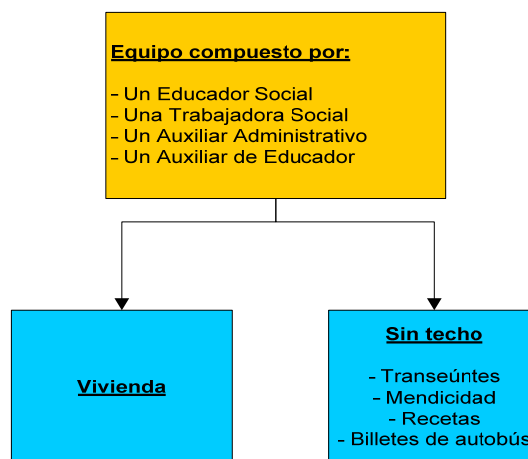 Equipo compuesto por:
- Un Educador Social
- Una Trabajadora Social
- Un Auxiliar Administrativo
- Un Auxiliar de Educador
Vivienda
Sin techo
- Transeúntes
- Mendicidad
- Recetas
- Billetes de autobús